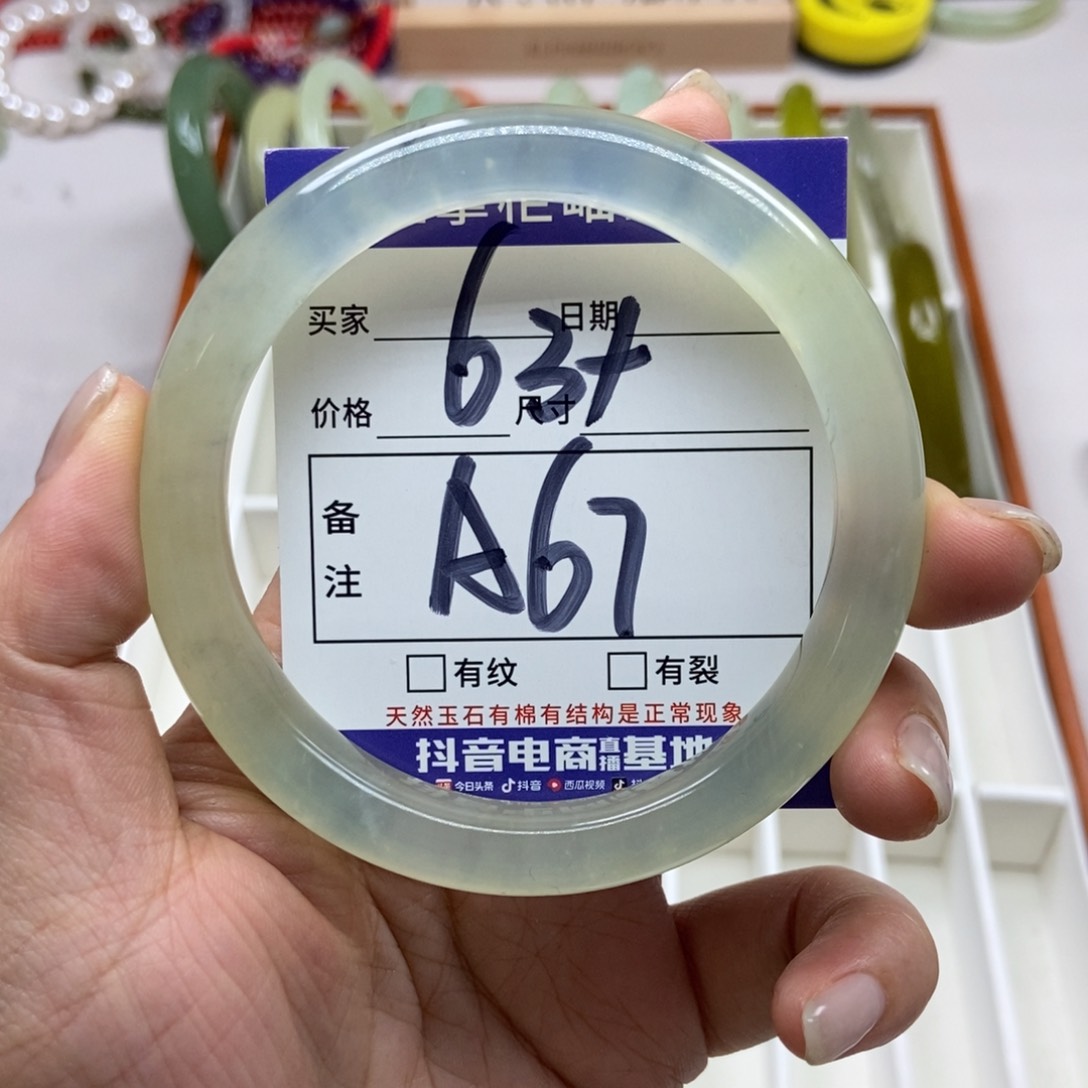 买家 日期
63+
价格 尺寸
备注
A67
有纹 有裂
天然玉石有棉有结构是正常现象
抖音电商直播基地
今日头条 抖音 西瓜视频